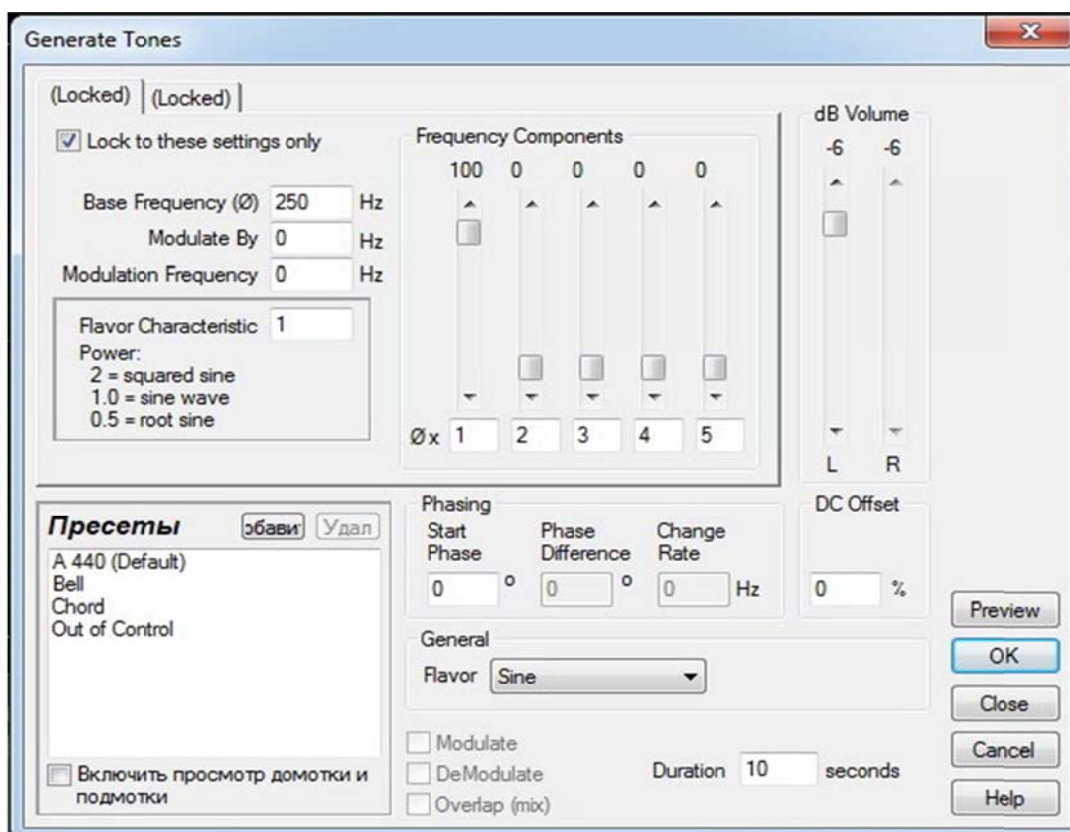 Generate Tones
(Locked) (Locked)
Lock to these settings only
Base Frequency (Ø) 250 Hz
Modulate By 0 Hz
Modulation Frequency 0 Hz
Flavor Characteristic 1
Power:
2 = squared sine
1.0 = sine wave
0.5 = root sine
Frequency Components
100 0 0 0 0
Ø x 1 2 3 4 5
dB Volume
-6 -6
L R
Пресеты обави Удал
A 440 (Default)
Bell
Chord
Out of Control
Включить просмотр домотки и
подмотки
Phasing
Start Phase Change
Phase Difference Rate
0 ° 0 ° 0 Hz
DC Offset
0 %
General
Flavor Sine
Modulate
DeModulate
Overlap (mix)
Duration 10 seconds
Preview
OK
Close
Cancel
Help